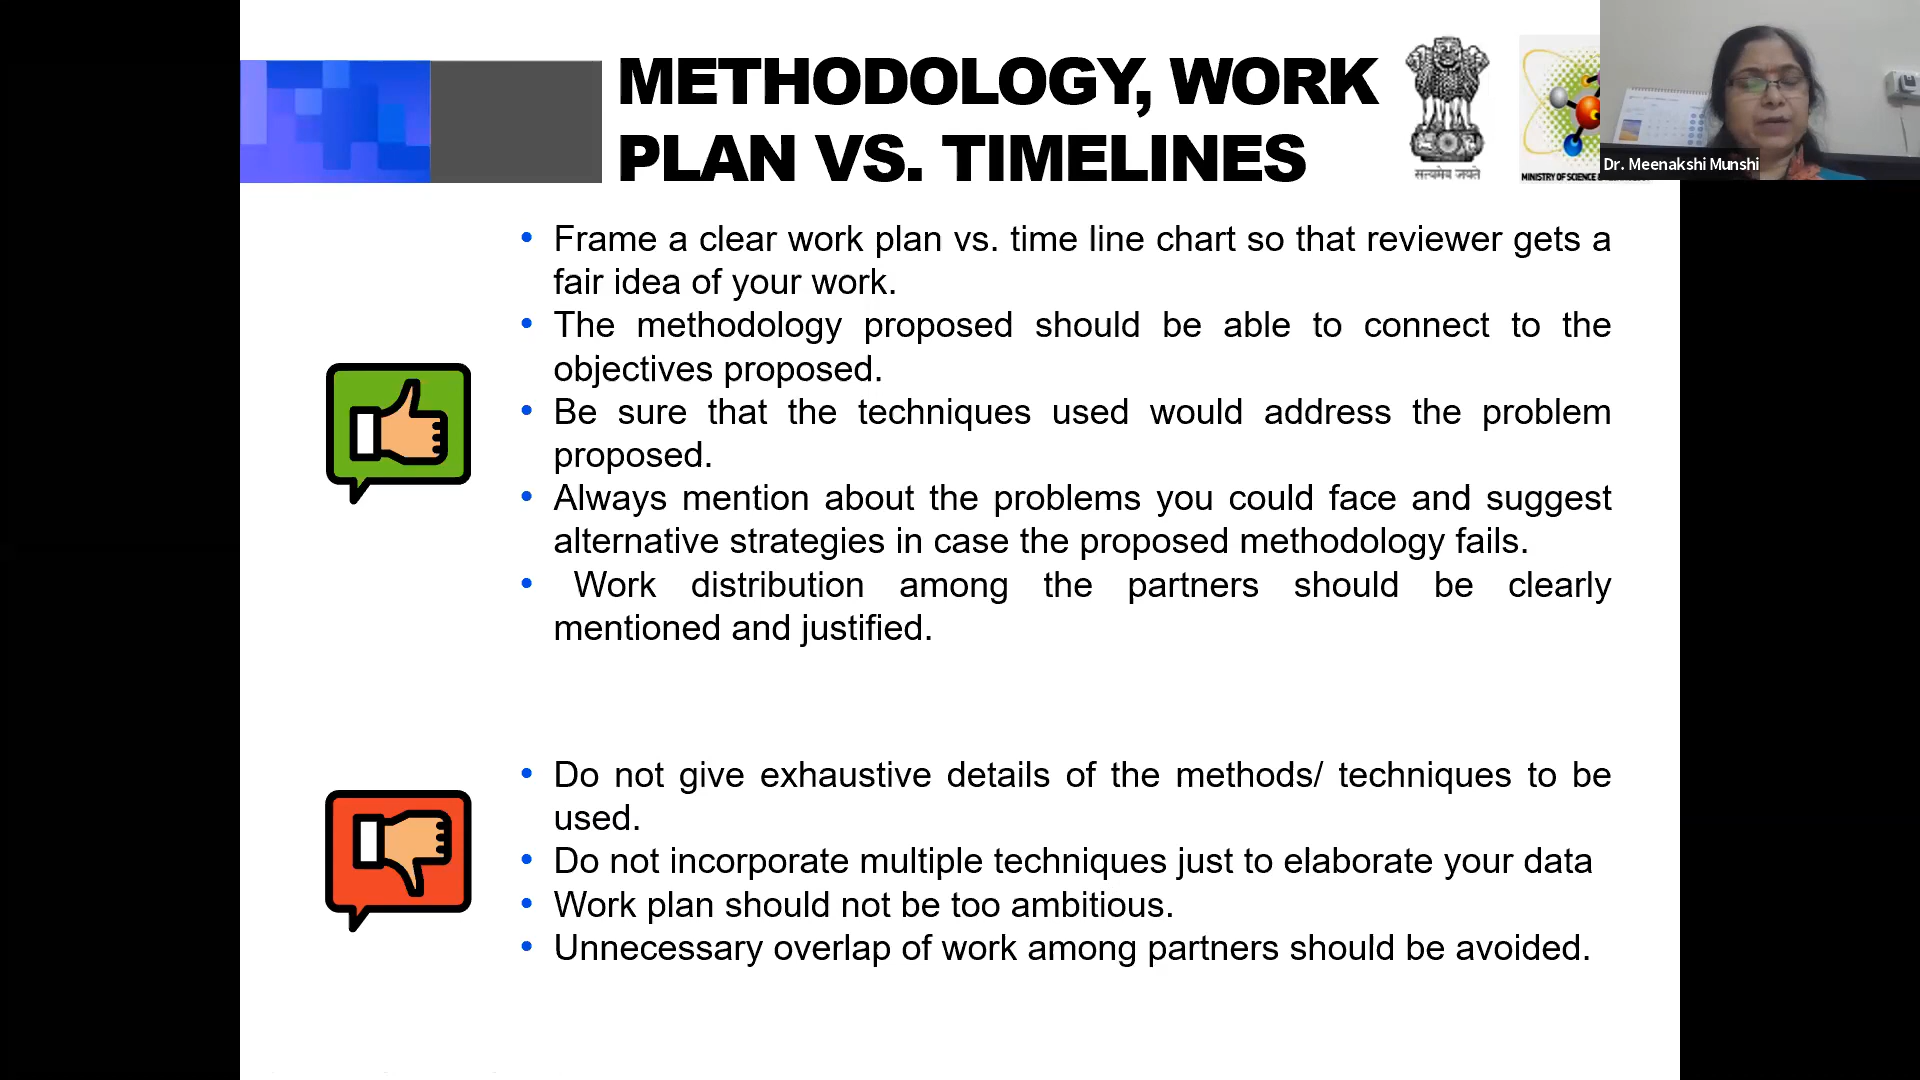 METHODOLOGY, WORK
PLAN VS. TIMELINES
सत्यमेव जयते
MINISTRY OF SCIENCE
Dr. Meenakshi Munshi
• Frame a clear work plan vs. time line chart so that reviewer gets a
fair idea of your work.
• The methodology proposed should be able to connect to the
objectives proposed.
• Be sure that the techniques used would address the problem
proposed.
• Always mention about the problems you could face and suggest
alternative strategies in case the proposed methodology fails.
• Work distribution among the partners should be clearly
mentioned and justified.
• Do not give exhaustive details of the methods/ techniques to be
used.
• Do not incorporate multiple techniques just to elaborate your data
• Work plan should not be too ambitious.
• Unnecessary overlap of work among partners should be avoided.